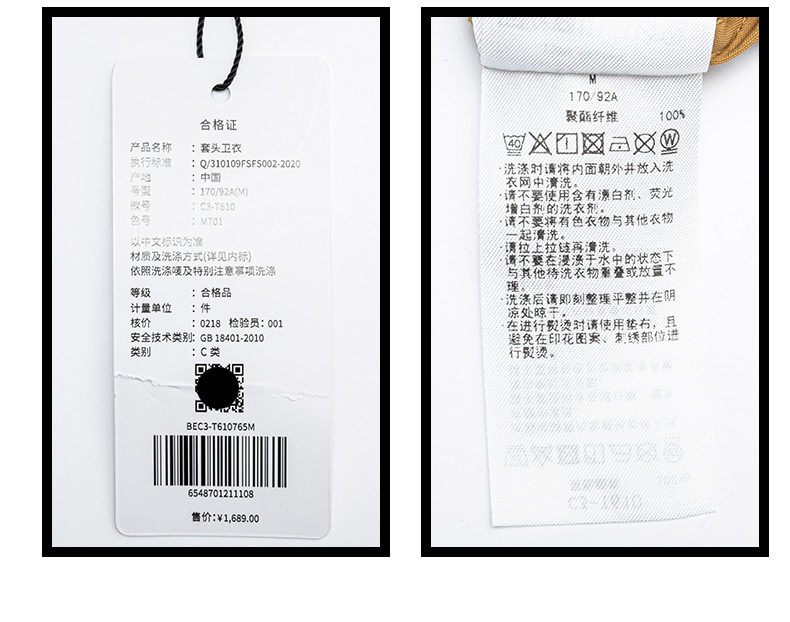 合格证
产品名称 ：套头卫衣
执行标准 ：Q/310109FSFS002-2020
产地 ：中国
号型 ：170/92A(M)
款号 ：C3-T610
色号 ：M701
以中文标识为准
材质及洗涤方式(详见内标)
依照洗涤唛及特别注意事项洗涤
等级 ：合格品
计量单位 ：件
核价 ：0218 检验员：001
安全技术类别：GB 18401-2010
类别 ：C 类
BEC3-T610765M
6548701211108
售价：¥1,689.00
M
170/92A
聚酯纤维 100%
40
W
·洗涤时请将内面朝外并放入洗
衣网中清洗。
·请不要使用含有漂白剂、荧光
增白剂的洗衣剂。
·请不要将有色衣物与其他衣物
一起清洗。
·请拉上拉链再清洗。
·请不要在浸渍于水中的状态下
与其他待洗衣物重叠或放置不
理。
·洗涤后请即刻整理平整并在阴
凉处晾干。
·在进行熨烫时请使用垫布，且
避免在印花图案、刺绣部位进
行熨烫。